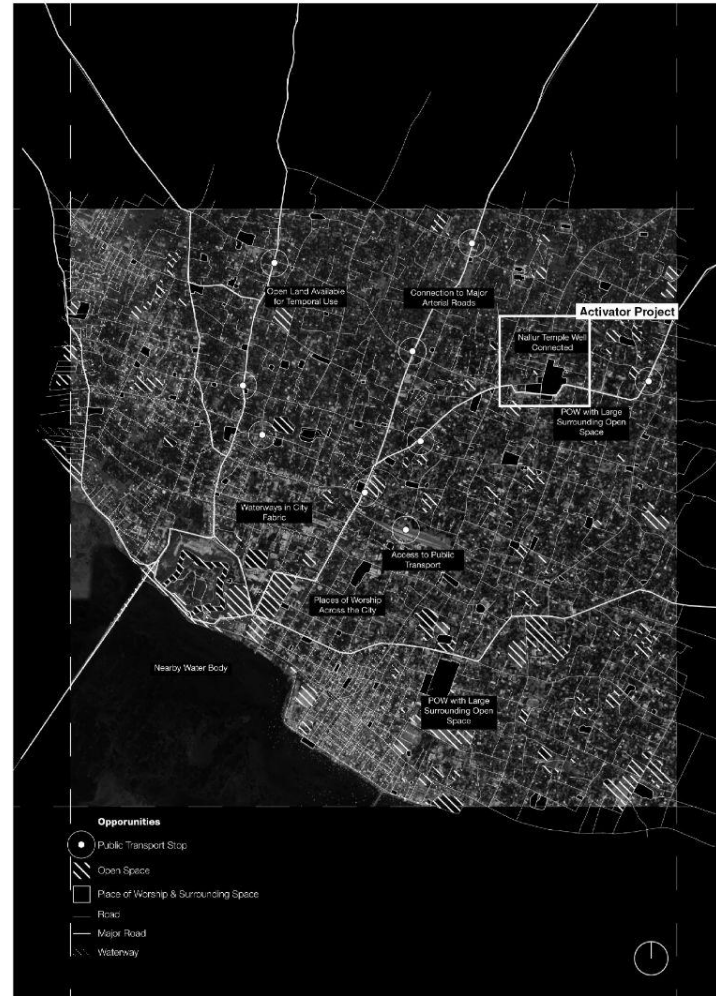 Open Land Available
for Temporal Use
Connection to Major
Arterial Roads
Activator Project
Nallur Temple Well
Connected
POW with Large
Surrounding Open
Space
Waterways in City
Fabric
Access to Public
Transport
Places of Worship
Across the City
Nearby Water Body
POW with Large
Surrounding Open
Space
Opporunities
Public Transport Stop
Open Space
Place of Worship & Surrounding Space
Road
Major Road
Waterway